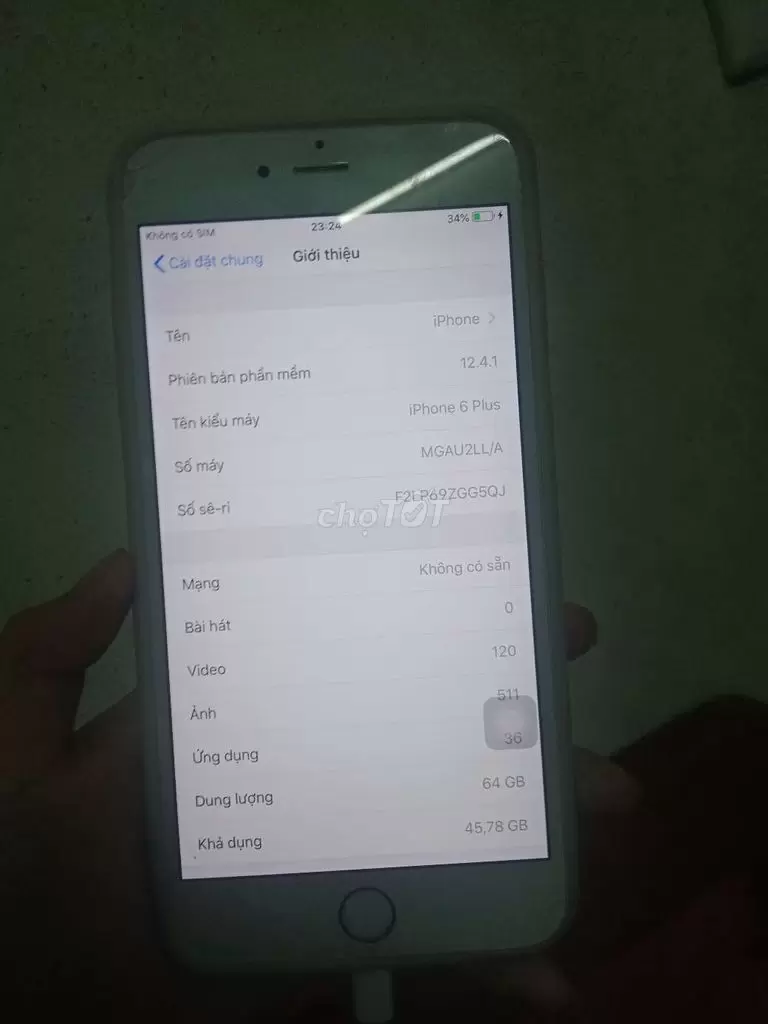 Không có SIM 23:24 34%
Cài đặt chung Giới thiệu
Tên iPhone
Phiên bản phần mềm 12.4.1
Tên kiểu máy iPhone 6 Plus
Số máy MGAU2LL/A
Số sê-ri F2LP69ZGG5QJ
chợTỐT
Mạng Không có sẵn
Bài hát 0
Video 120
Ảnh 511
Ứng dụng 36
Dung lượng 64 GB
Khả dụng 45,78 GB